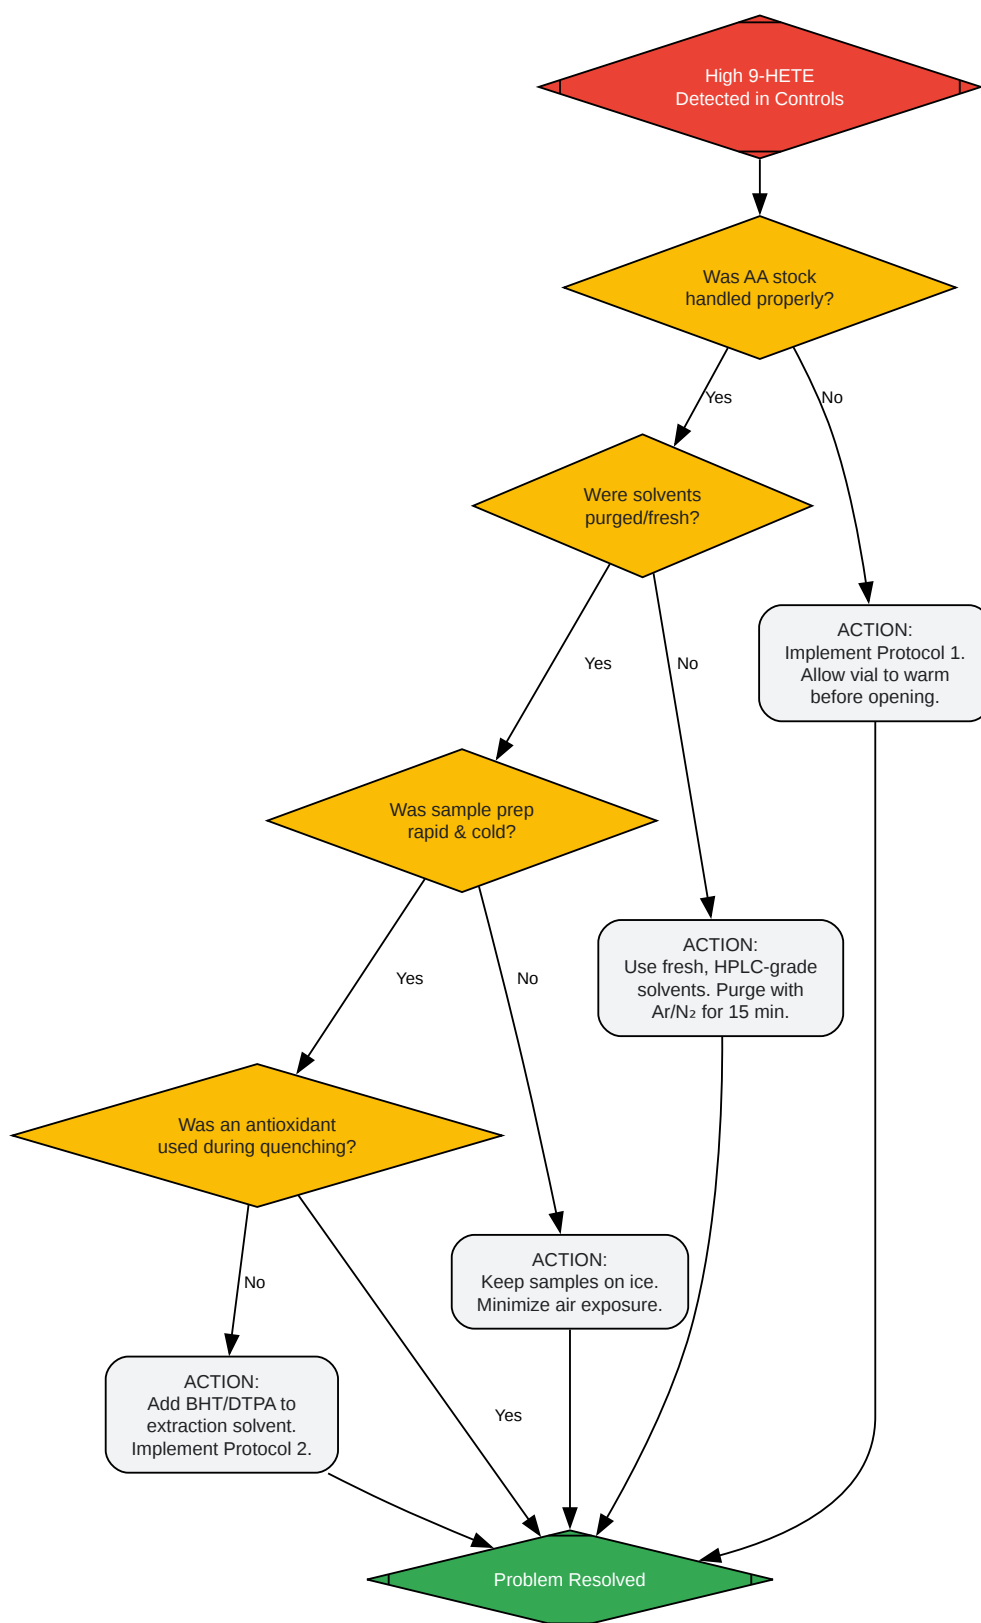 High 9-HETE
Detected in Controls
Was AA stock
handled properly?
Yes
No
Were solvents
purged/fresh?
ACTION:
Implement Protocol 1.
Allow vial to warm
before opening.
Yes
No
Was sample prep
rapid & cold?
ACTION:
Use fresh, HPLC-grade
solvents. Purge with
Ar/N₂ for 15 min.
Yes
No
Was an antioxidant
used during quenching?
ACTION:
Keep samples on ice.
Minimize air exposure.
No
Yes
ACTION:
Add BHT/DTPA to
extraction solvent.
Implement Protocol 2.
Problem Resolved